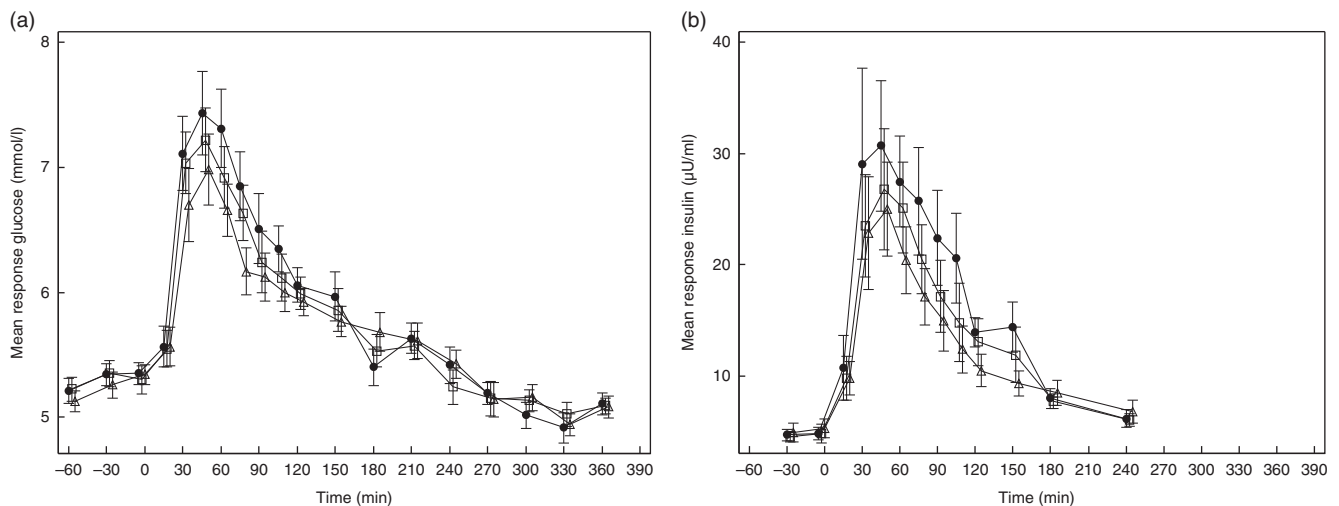 (a)
8
7
6
5
Mean response glucose (mmol/l)
–60 –30 0 30 60 90 120 150 180 210 240 270 300 330 360 390
Time (min)
(b)
40
30
20
10
Mean response insulin (µU/ml)
–60 –30 0 30 60 90 120 150 180 210 240 270 300 330 360 390
Time (min)